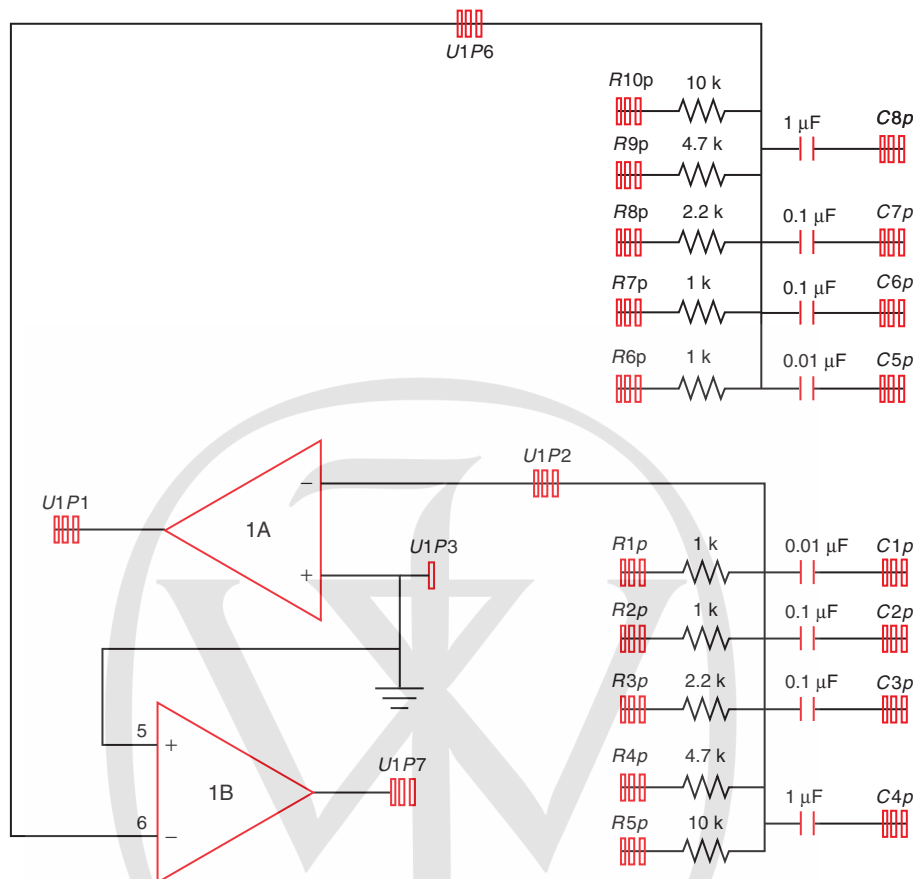 U1P6
R10p 10 k
1 µF C8p
R9p 4.7 k
R8p 2.2 k 0.1 µF C7p
R7p 1 k 0.1 µF C6p
R6p 1 k 0.01 µF C5p
U1P2
−
U1P1
1A
U1P3
+
R1p 1 k 0.01 µF C1p
R2p 1 k 0.1 µF C2p
R3p 2.2 k 0.1 µF C3p
5
+
R4p 4.7 k
U1P7
1B
1 µF C4p
6
−
R5p 10 k